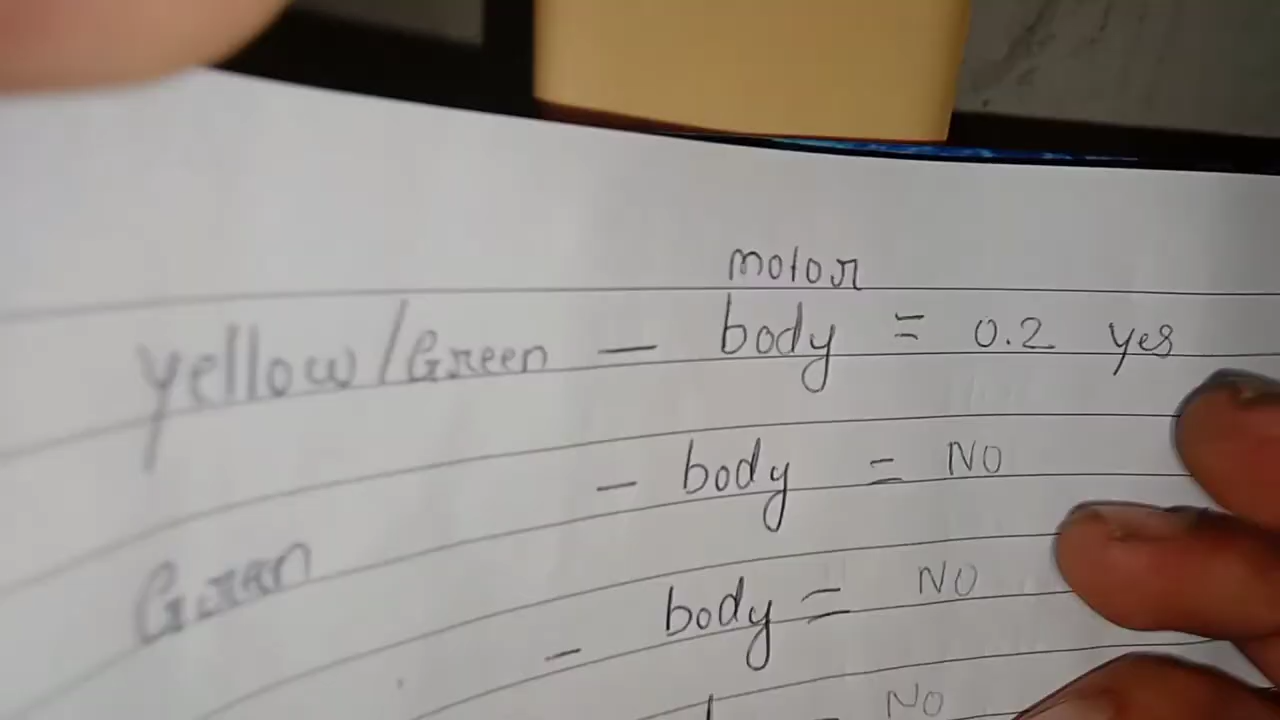 motor
yellow/Green — body = 0.2 yes
Green — body = NO
— body = NO
NO